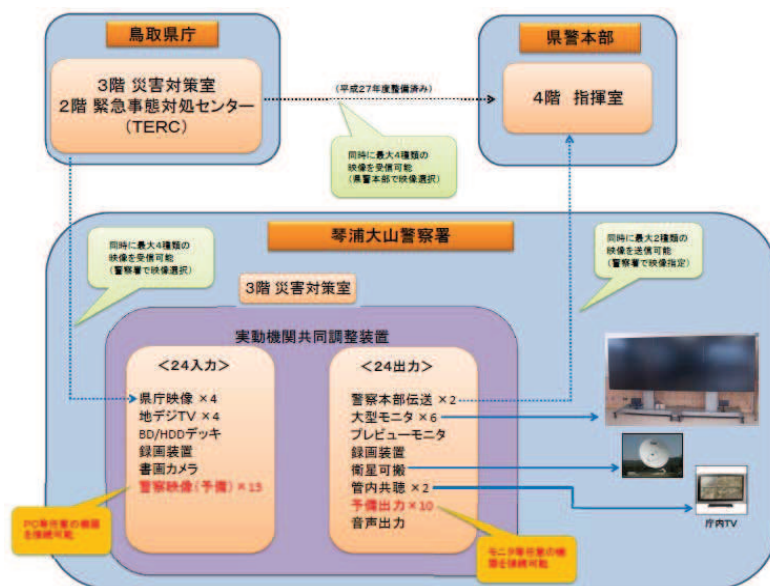 鳥取県庁
3階 災害対策室
2階 緊急事態対処センター
(TERC)
(平成27年度整備済み)
県警本部
4階 指揮室
同時に最大4種類の
映像を受信可能
(県警本部で映像選択)
琴浦大山警察署
同時に最大4種類の
映像を受信可能
(警察署で映像選択)
同時に最大2種類の
映像を送信可能
(警察署で映像指定)
3階 災害対策室
実動機関共同調整装置
<24入力>
県庁映像 ×4
地デジTV ×4
BD/HDDデッキ
録画装置
書画カメラ
警察映像(予備) ×13
PC等任意の機器
を接続可能
<24出力>
警察本部伝送 ×2
大型モニタ ×6
プレビューモニタ
録画装置
衛星可搬
管内共聴 ×2
予備出力 ×10
音声出力
モニタ等任意の機
器を接続可能
庁内TV